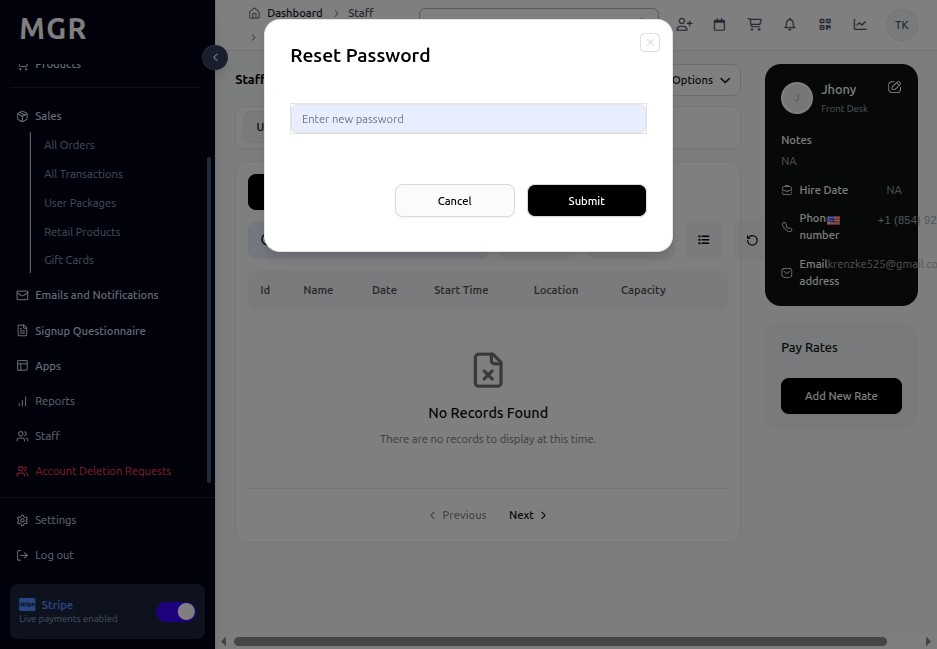 MGR
Products
Sales
All Orders
All Transactions
User Packages
Retail Products
Gift Cards
Emails and Notifications
Signup Questionnaire
Apps
Reports
Staff
Account Deletion Requests
Settings
Log out
Stripe
Live payments enabled
Dashboard
Staff
TK
Staff
Options
Reset Password
Enter new password
Cancel
Submit
Id Name Date Start Time Location Capacity
No Records Found
There are no records to display at this time.
Previous Next
J
Jhony
Front Desk
Notes
NA
Hire Date NA
Phon +1 (854) 92
number
Email krenzke525@gmail.co
address
Pay Rates
Add New Rate